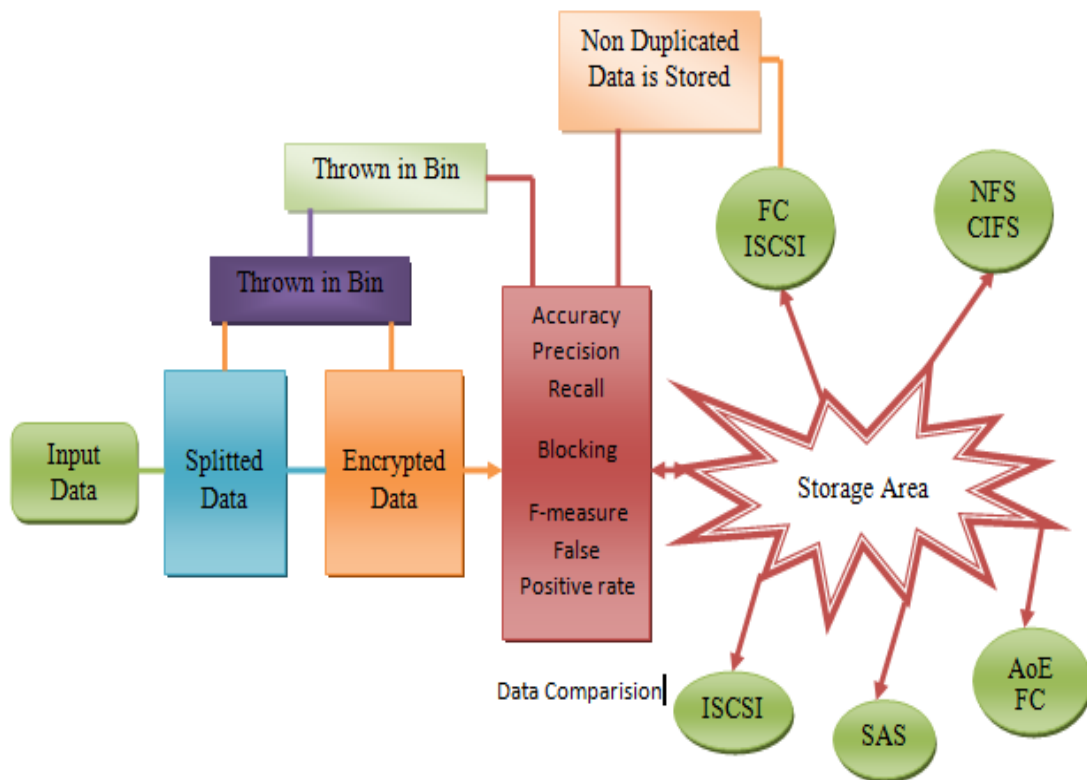 Non Duplicated
Data is Stored
Thrown in Bin
Thrown in Bin
FC
ISCSI
NFS
CIFS
Input
Data
Splitted
Data
Encrypted
Data
Accuracy
Precision
Recall
Blocking
F-measure
False
Positive rate
Storage Area
Data Comparision
ISCSI
SAS
AoE
FC